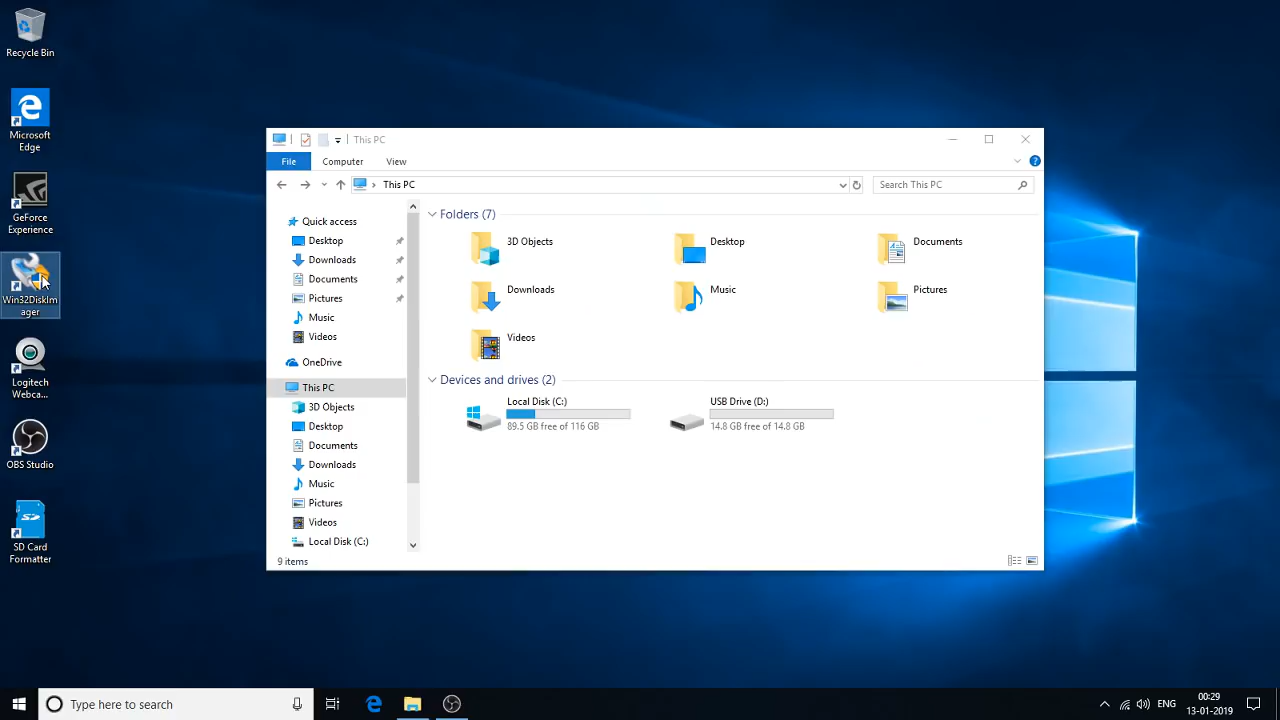 Recycle Bin
Microsoft
Edge
GeForce
Experience
Win32DiskIm
ager
Logitech
Webca...
OBS Studio
SD Card
Formatter
This PC
File
Computer
View
This PC
Search This PC
Quick access
Desktop
Downloads
Documents
Pictures
Music
Videos
OneDrive
This PC
3D Objects
Desktop
Documents
Downloads
Music
Pictures
Videos
Local Disk (C:)
Folders (7)
3D Objects
Desktop
Documents
Downloads
Music
Pictures
Videos
Devices and drives (2)
Local Disk (C:)
89.5 GB free of 116 GB
USB Drive (D:)
14.8 GB free of 14.8 GB
9 items
Type here to search
ENG
00:29
13-01-2019